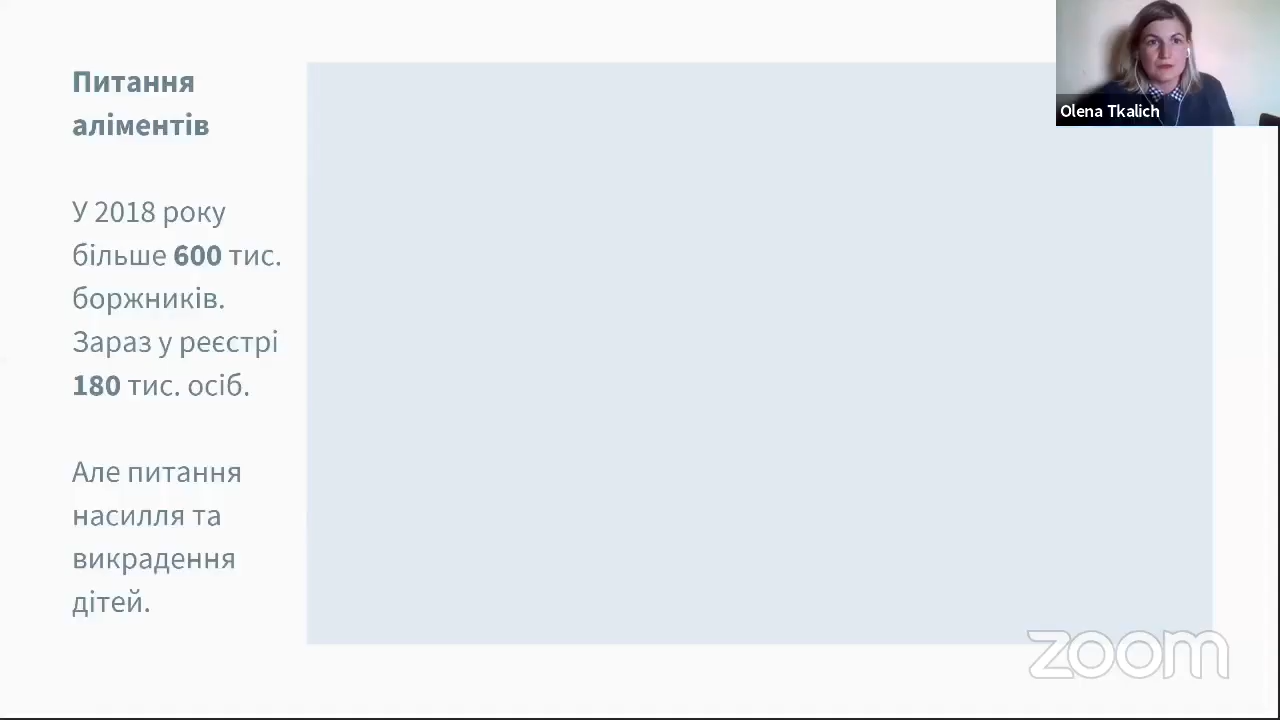 Питання
аліментів
У 2018 року
більше 600 тис.
боржників.
Зараз у реєстрі
180 тис. осіб.
Але питання
насилля та
викрадення
дітей.
Olena Tkalich
zoom